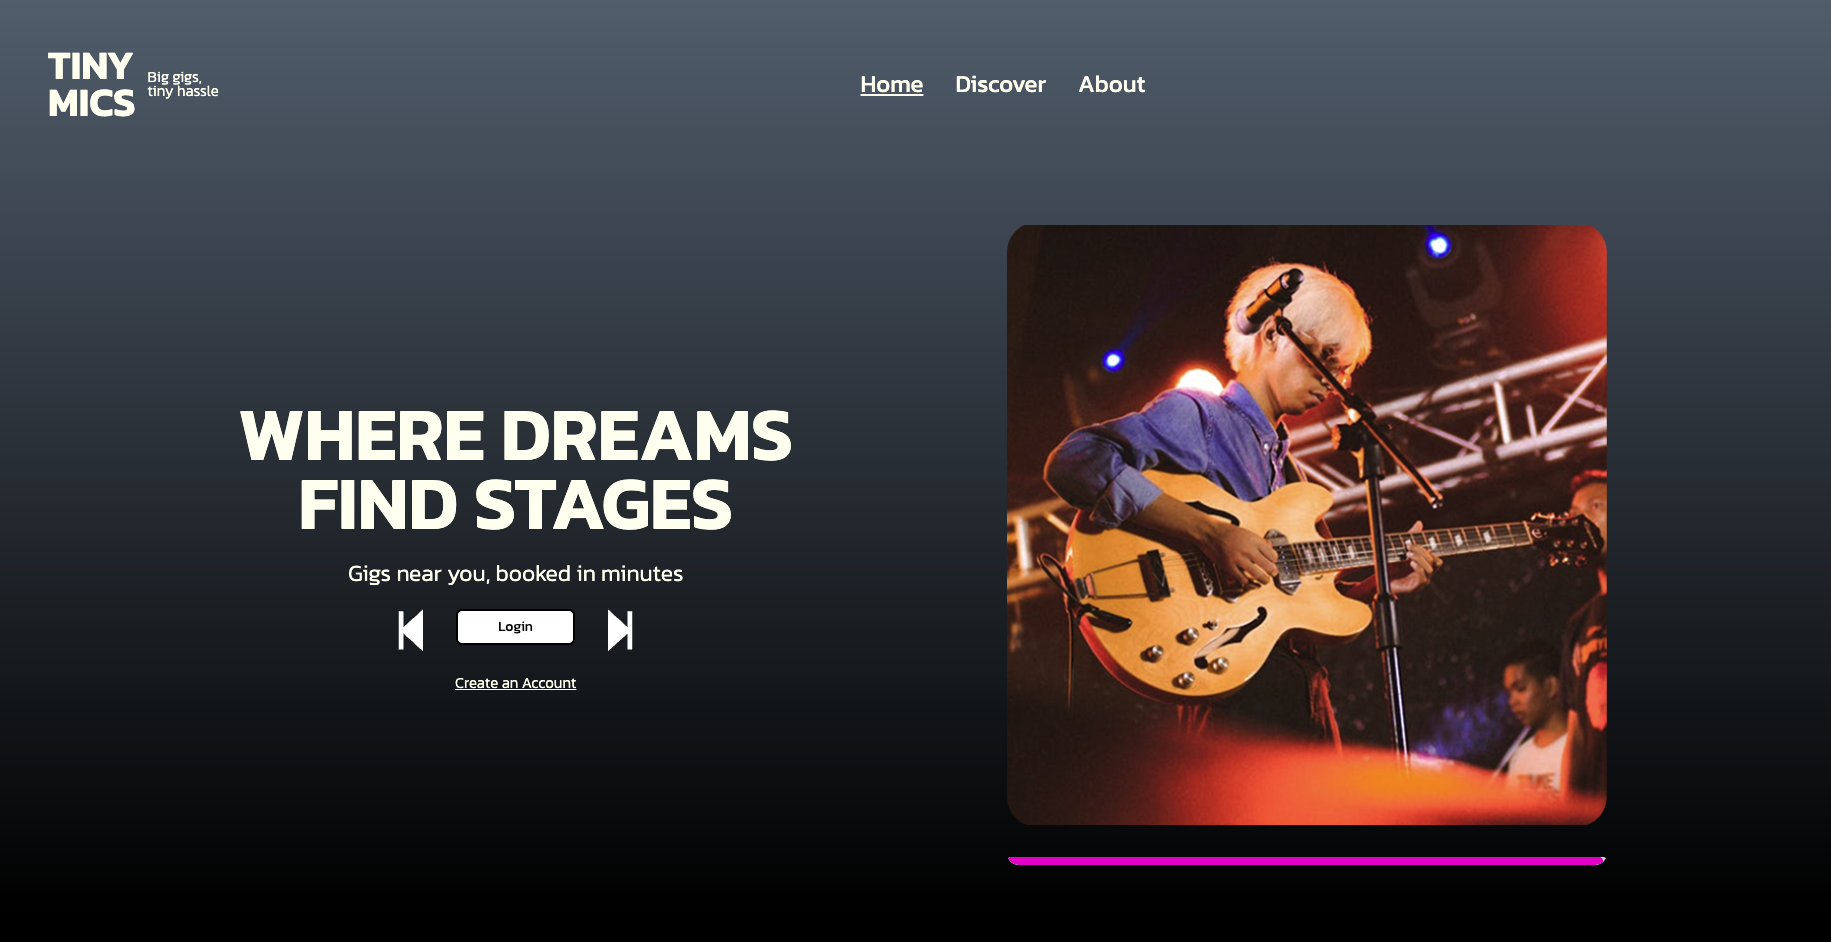 TINY
MICS
Big gigs,
tiny hassle
Home Discover About
WHERE DREAMS
FIND STAGES
Gigs near you, booked in minutes
Login
Create an Account